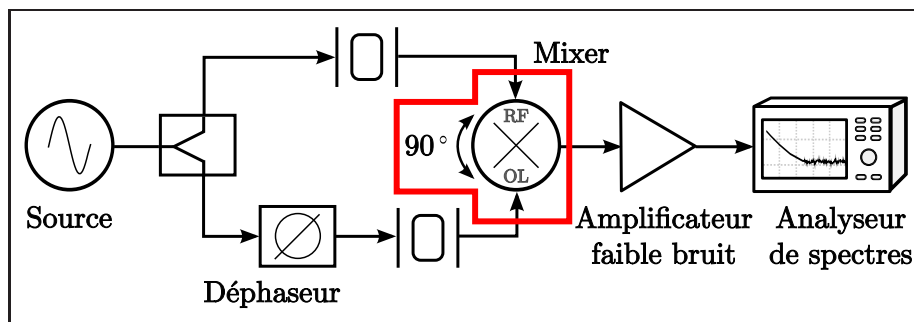 Mixer
RF
90°
OL
Source
Déphaseur
Amplificateur
faible bruit
Analyseur
de spectres